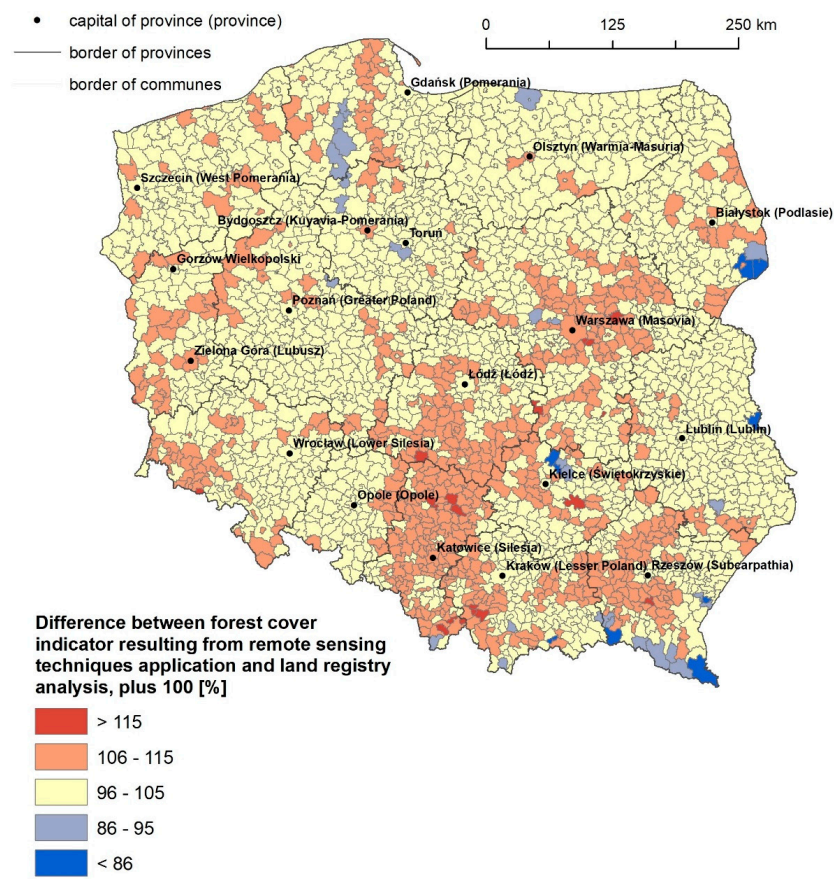 capital of province (province)
border of provinces
border of communes
0 125 250 km
Gdańsk (Pomerania)
Olsztyn (Warmia-Masuria)
Szczecin (West Pomerania)
Białystok (Podlasie)
Bydgoszcz (Kuyavia-Pomerania)
Toruń
Gorzów Wielkopolski
Poznań (Greater Poland)
Warszawa (Masovia)
Zielona Góra (Lubusz)
Łódź (Łódź)
Lublin (Lublin)
Wrocław (Lower Silesia)
Kielce (Świętokrzyskie)
Opole (Opole)
Katowice (Silesia)
Kraków (Lesser Poland)
Rzeszów (Subcarpathia)
Difference between forest cover
indicator resulting from remote sensing
techniques application and land registry
analysis, plus 100 [%]
> 115
106 - 115
96 - 105
86 - 95
< 86